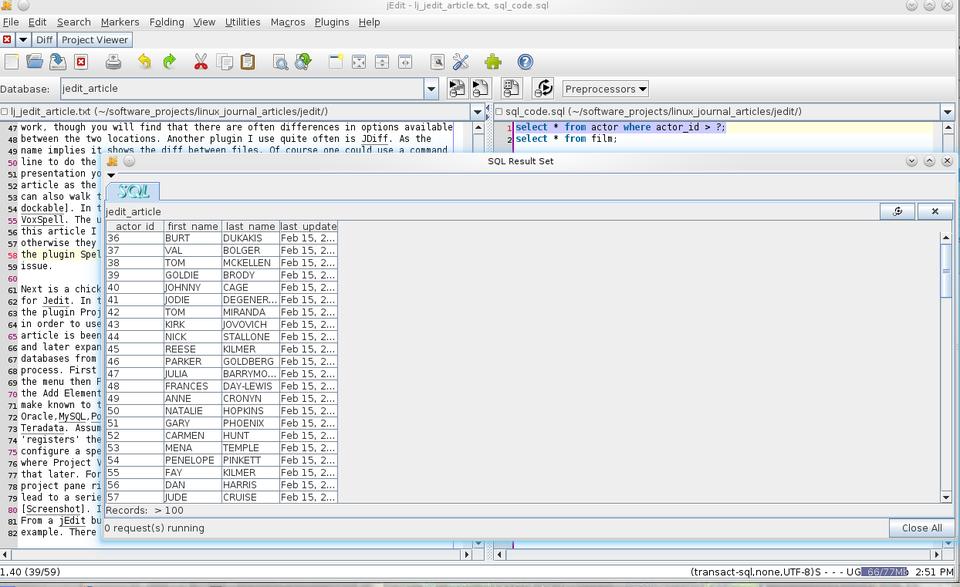 jEdit - lj_jedit_article.txt, sql_code.sql
File Edit Search Markers Folding View Utilities Macros Plugins Help
Diff Project Viewer
Database: jedit_article Preprocessors
lj_jedit_article.txt (~/software_projects/linux_journal_articles/jedit/)
47 work, though you will find that there are often differences in options available
48 between the two locations. Another plugin I use quite often is JDiff. As the
49 name implies it shows the diff between files. Of course one could use a command
50 line to do the
51 presentation yo
52 article as the
53 can also walk t
54 dockable]. In t
55 VoxSpell. The u
56 this article I
57 otherwise they
58 the plugin Spel
59 issue.
60
61 Next is a chick
62 for Jedit. In t
63 the plugin Proj
64 in order to use
65 article is been
66 and later expan
67 databases from
68 process. First
69 the menu then P
70 the Add Element
71 make known to t
72 Oracle,MySQL,Po
73 Teradata. Assum
74 'registers' the
75 configure a spe
76 where Project V
77 that later. For
78 project pane ri
79 lead to a serie
80 [Screenshot]. I
81 From a jEdit bu
82 example. There
sql_code.sql (~/software_projects/linux_journal_articles/jedit/)
1 select * from actor where actor_id > ?;
2 select * from film;
SQL Result Set
SQL
jedit_article
actor_id first_name last_name last_update
36 BURT DUKAKIS Feb 15, 2...
37 VAL BOLGER Feb 15, 2...
38 TOM MCKELLEN Feb 15, 2...
39 GOLDIE BRODY Feb 15, 2...
40 JOHNNY CAGE Feb 15, 2...
41 JODIE DEGENER... Feb 15, 2...
42 TOM MIRANDA Feb 15, 2...
43 KIRK JOVOVICH Feb 15, 2...
44 NICK STALLONE Feb 15, 2...
45 REESE KILMER Feb 15, 2...
46 PARKER GOLDBERG Feb 15, 2...
47 JULIA BARRYMO... Feb 15, 2...
48 FRANCES DAY-LEWIS Feb 15, 2...
49 ANNE CRONYN Feb 15, 2...
50 NATALIE HOPKINS Feb 15, 2...
51 GARY PHOENIX Feb 15, 2...
52 CARMEN HUNT Feb 15, 2...
53 MENA TEMPLE Feb 15, 2...
54 PENELOPE PINKETT Feb 15, 2...
55 FAY KILMER Feb 15, 2...
56 DAN HARRIS Feb 15, 2...
57 JUDE CRUISE Feb 15, 2...
Records: > 100
0 request(s) running
Close All
1,40 (39/59)
(transact-sql,none,UTF-8)S - - - UG 66/77Mb 2:51 PM